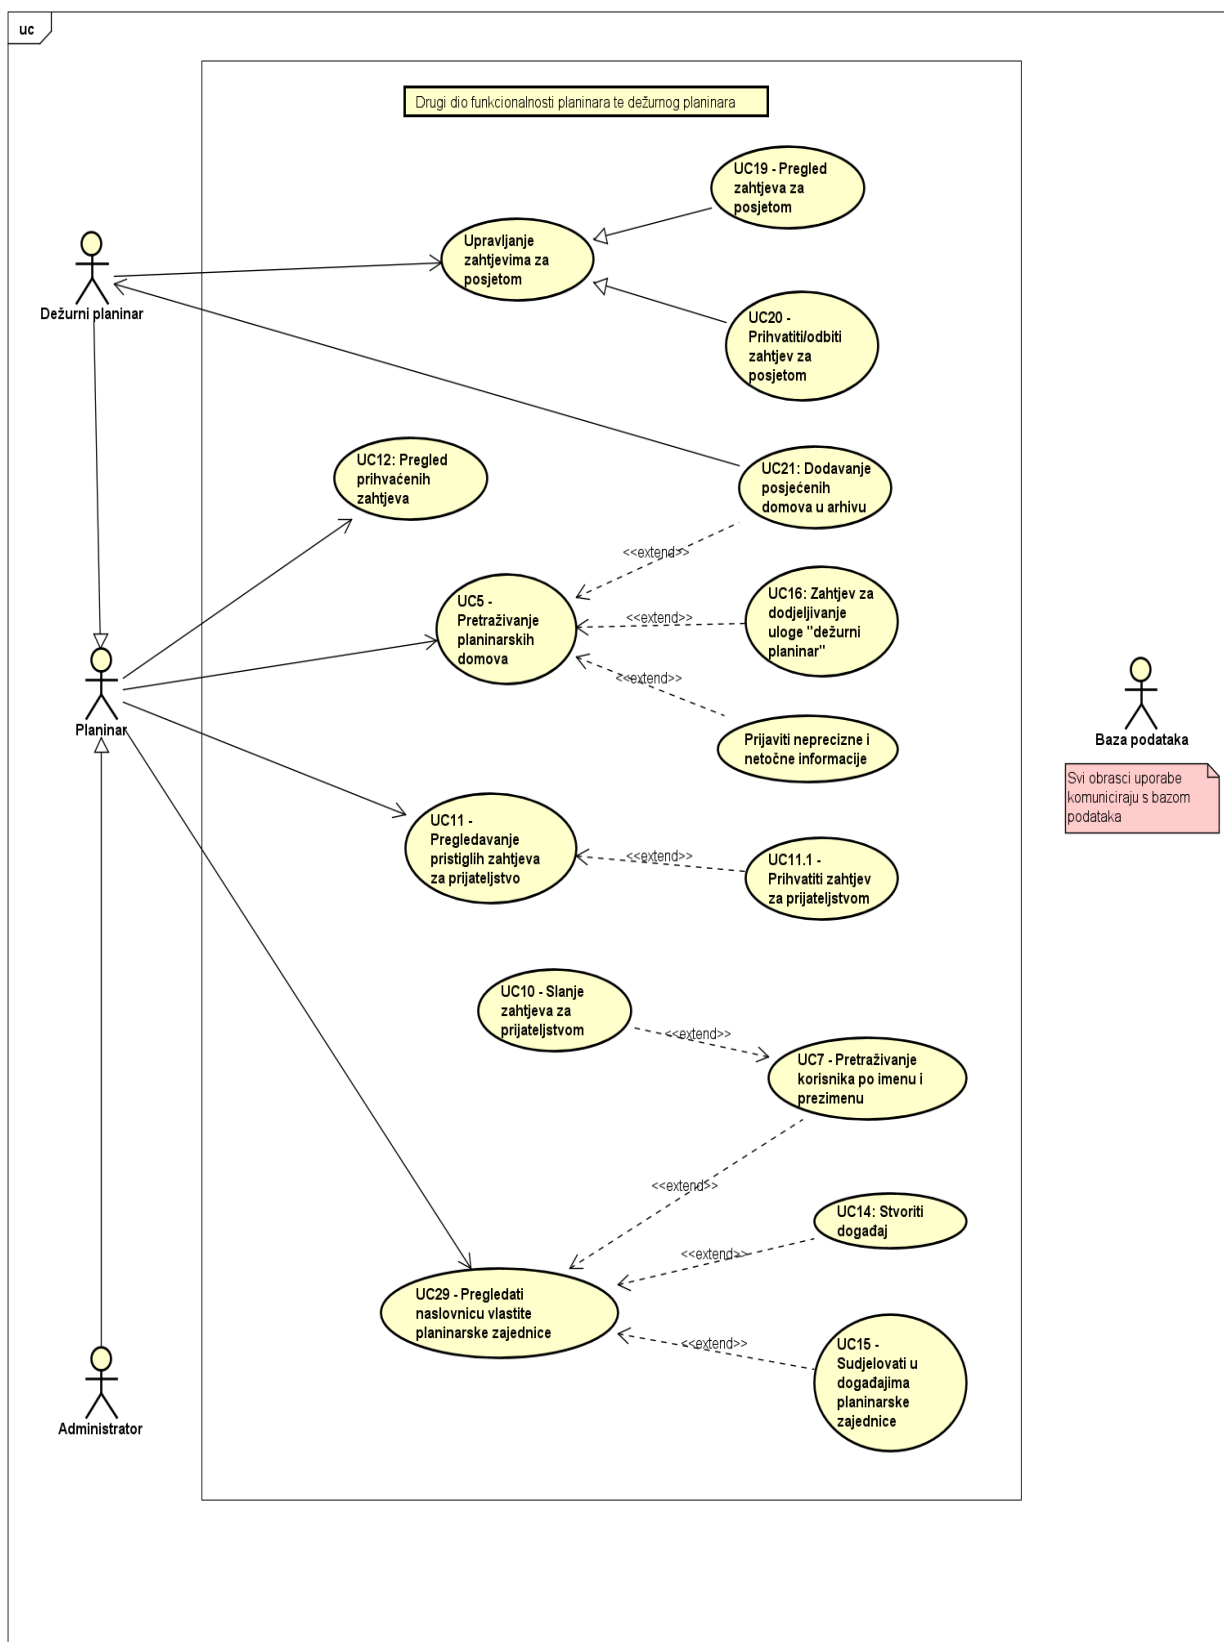 uc
Drugi dio funkcionalnosti planinara te dežurnog planinara
UC19 - Pregled
zahtjeva za
posjetom
Upravljanje
zahtjevima za
posjetom
Dežurni planinar
UC20 -
Prihvatiti/odbiti
zahtjev za
posjetom
UC12: Pregled
prihvaćenih
zahtjeva
UC21: Dodavanje
posjećenih
domova u arhivu
<<extend>>
UC5 -
Pretraživanje
planinarskih
domova
<<extend>>
UC16: Zahtjev za
dodjeljivanje
uloge "dežurni
planinar"
<<extend>>
Planinar
Prijaviti neprecizne i
netočne informacije
Baza podataka
Svi obrasci uporabe
komuniciraju s bazom
podataka
UC11 -
Pregledavanje
pristiglih zahtjeva
za prijateljstvo
<<extend>>
UC11.1 -
Prihvatiti zahtjev
za prijateljstvom
UC10 - Slanje
zahtjeva za
prijateljstvom
<<extend>>
UC7 - Pretraživanje
korisnika po imenu i
prezimenu
<<extend>>
UC14: Stvoriti
događaj
<<extend>>
UC29 - Pregledati
naslovnicu vlastite
planinarske zajednice
<<extend>>
UC15 -
Sudjelovati u
događajima
planinarske
zajednice
Administrator